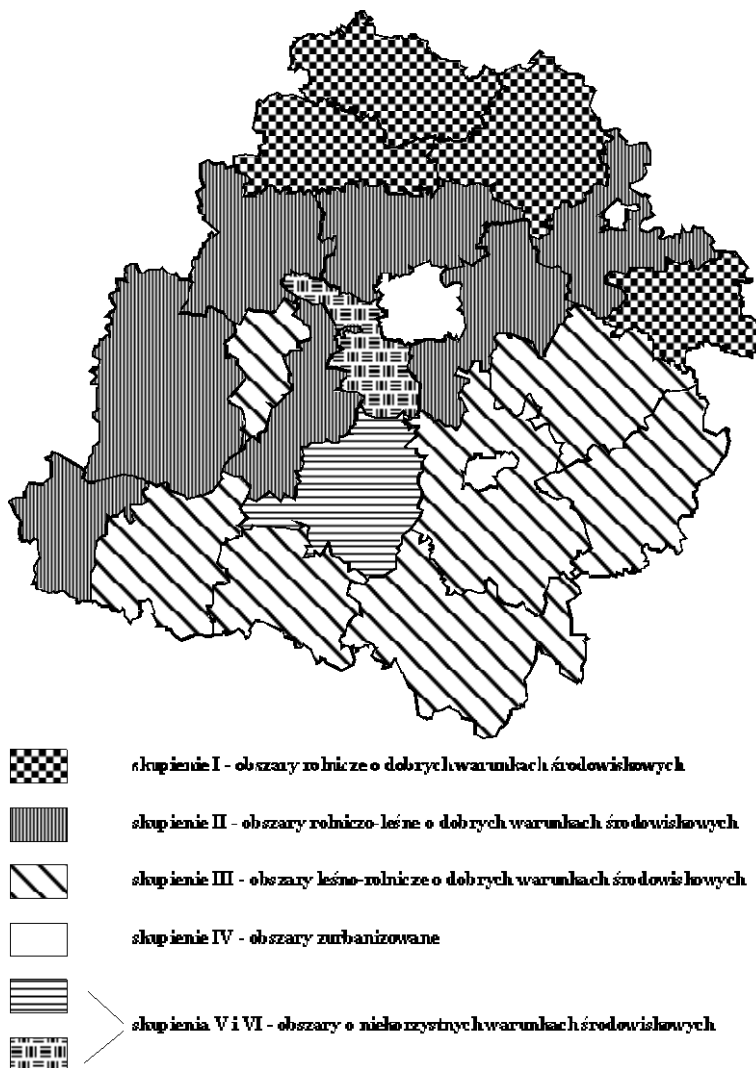 skupienie I - obszary rolnicze o dobrych warunkach środowiskowych
skupienie II - obszary rolniczo-leśne o dobrych warunkach środowiskowych
skupienie III - obszary leśno-rolnicze o dobrych warunkach środowiskowych
skupienie IV - obszary zurbanizowane
skupienia V i VI - obszary o niekorzystnych warunkach środowiskowych